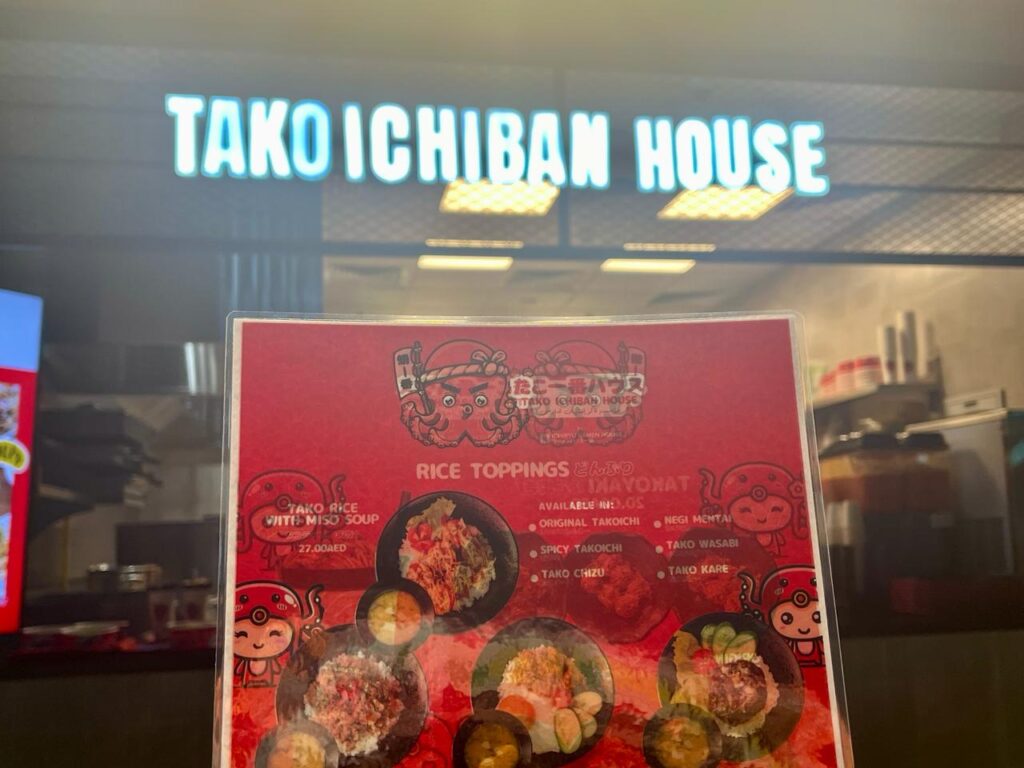 TAKO ICHIBAN HOUSE
たこ一番ハウス
TAKO ICHIBAN HOUSE
RICE TOPPINGS どんぶり
TAKOYAKI
TAKO RICE
WITH MISO SOUP
27.00AED
AVAILABLE IN:
ORIGINAL TAKOICHI
NEGI MENTAI
SPICY TAKOICHI
TAKO WASABI
TAKO CHIZU
TAKO KARE